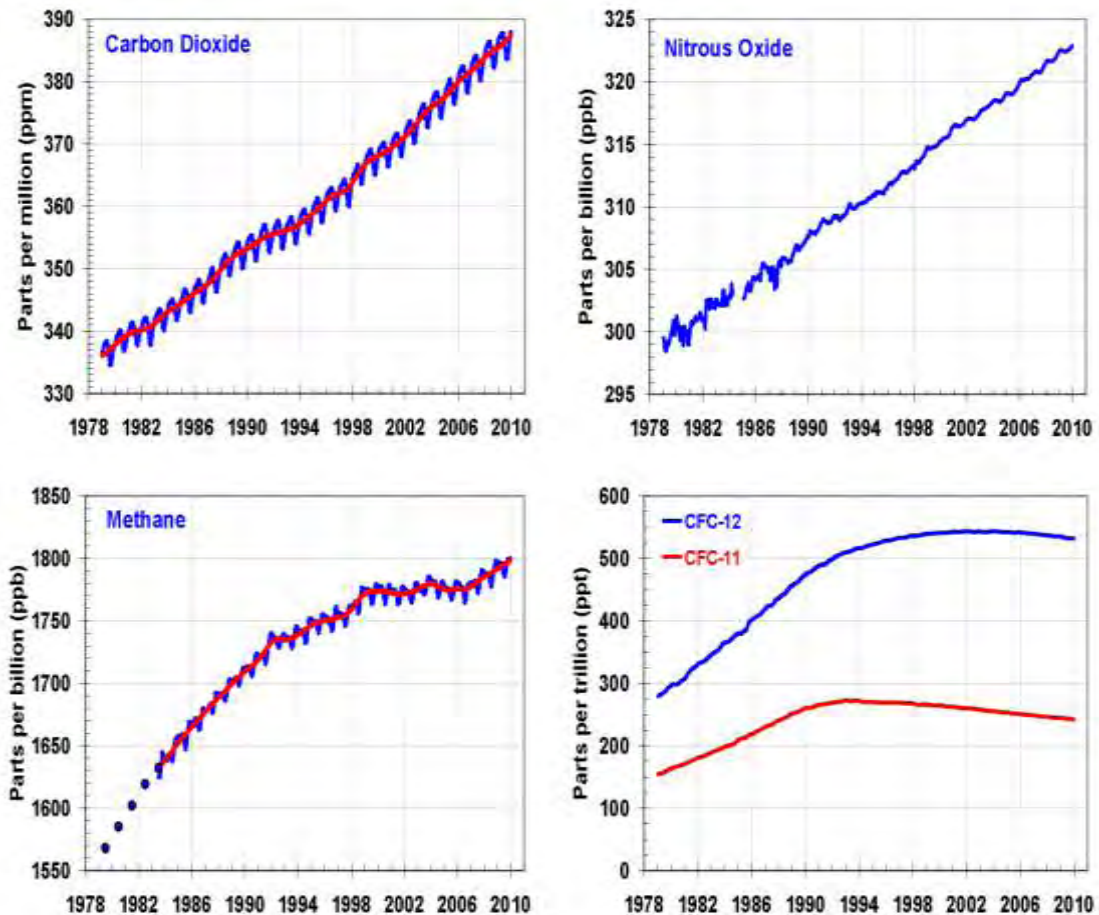 Carbon Dioxide
Parts per million (ppm)
390
380
370
360
350
340
330
1978 1982 1986 1990 1994 1998 2002 2006 2010
Nitrous Oxide
Parts per billion (ppb)
325
320
315
310
305
300
295
1978 1982 1986 1990 1994 1998 2002 2006 2010
Methane
Parts per billion (ppb)
1850
1800
1750
1700
1650
1600
1550
1978 1982 1986 1990 1994 1998 2002 2006 2010
CFC-12
CFC-11
Parts per trillion (ppt)
600
500
400
300
200
100
0
1978 1982 1986 1990 1994 1998 2002 2006 2010